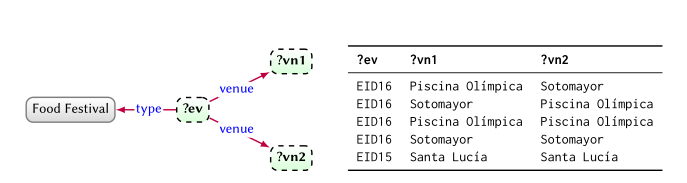 ?vn1
venue
Food Festival type ?ev
venue
?vn2
?ev ?vn1 ?vn2
EID16 Piscina Olímpica Sotomayor
EID16 Sotomayor Piscina Olímpica
EID16 Piscina Olímpica Piscina Olímpica
EID16 Sotomayor Sotomayor
EID15 Santa Lucía Santa Lucía